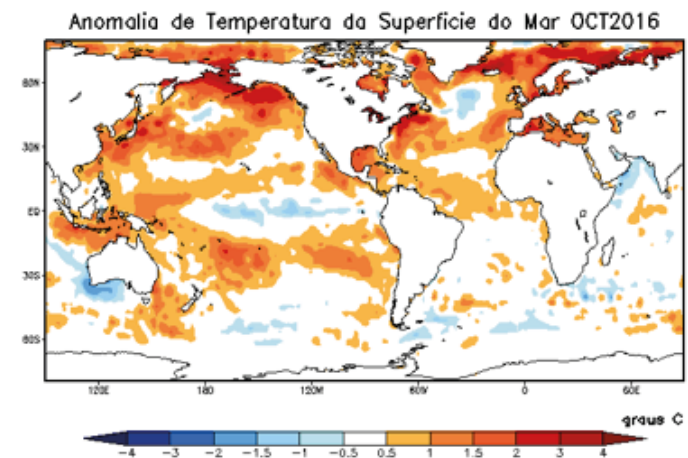 Anomalia de Temperatura da Superficie do Mar OCT2016
60N
30N
EQ
30S
60S
120E 180 120W 60W 0 60E
graus C
-4 -3 -2 -1.5 -1 -0.5 0.5 1 1.5 2 3 4